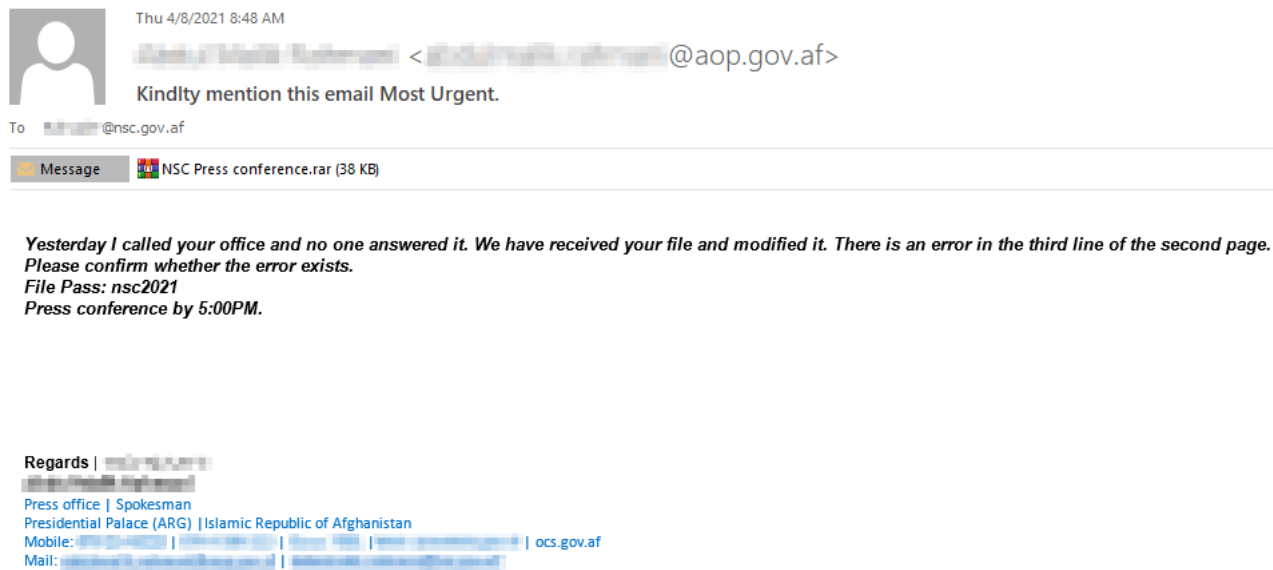 Thu 4/8/2021 8:48 AM
< @aop.gov.af>
Kindlty mention this email Most Urgent.
To @nsc.gov.af
Message NSC Press conference.rar (38 KB)
Yesterday I called your office and no one answered it. We have received your file and modified it. There is an error in the third line of the second page.
Please confirm whether the error exists.
File Pass: nsc2021
Press conference by 5:00PM.
Regards |
Press office | Spokesman
Presidential Palace (ARG) |Islamic Republic of Afghanistan
Mobile: | | | | ocs.gov.af
Mail: |